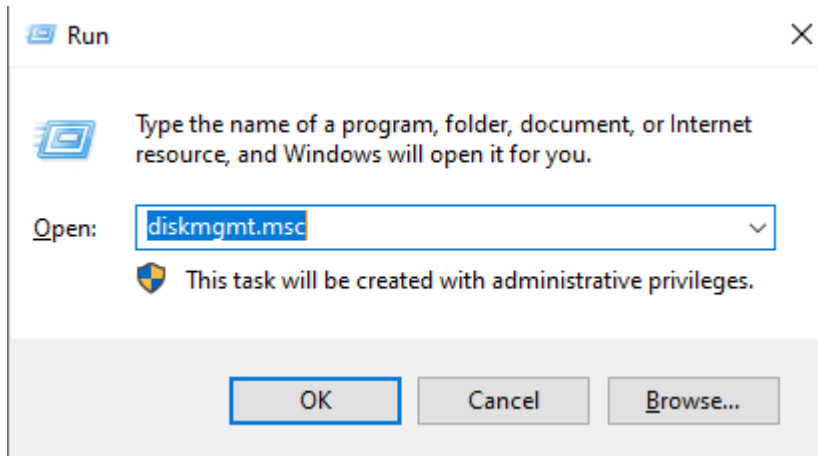 Run
Type the name of a program, folder, document, or Internet
resource, and Windows will open it for you.
Open: diskmgmt.msc
This task will be created with administrative privileges.
OK Cancel Browse...